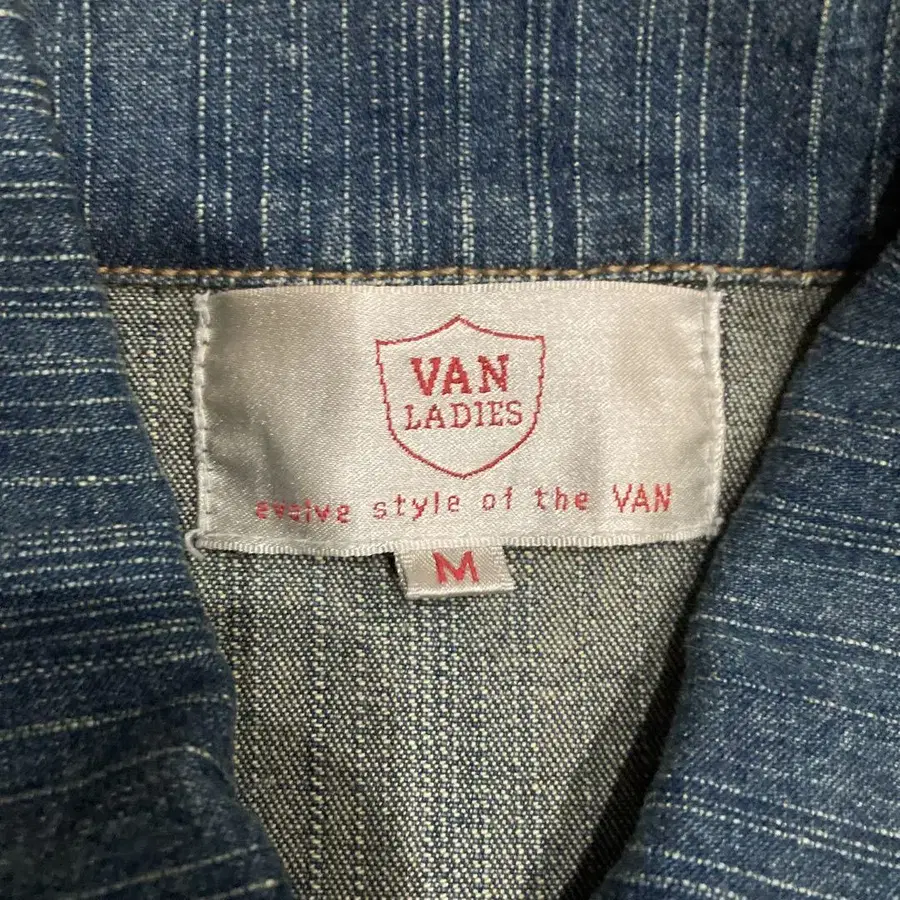 VAN
LADIES
evolve style of the VAN
M